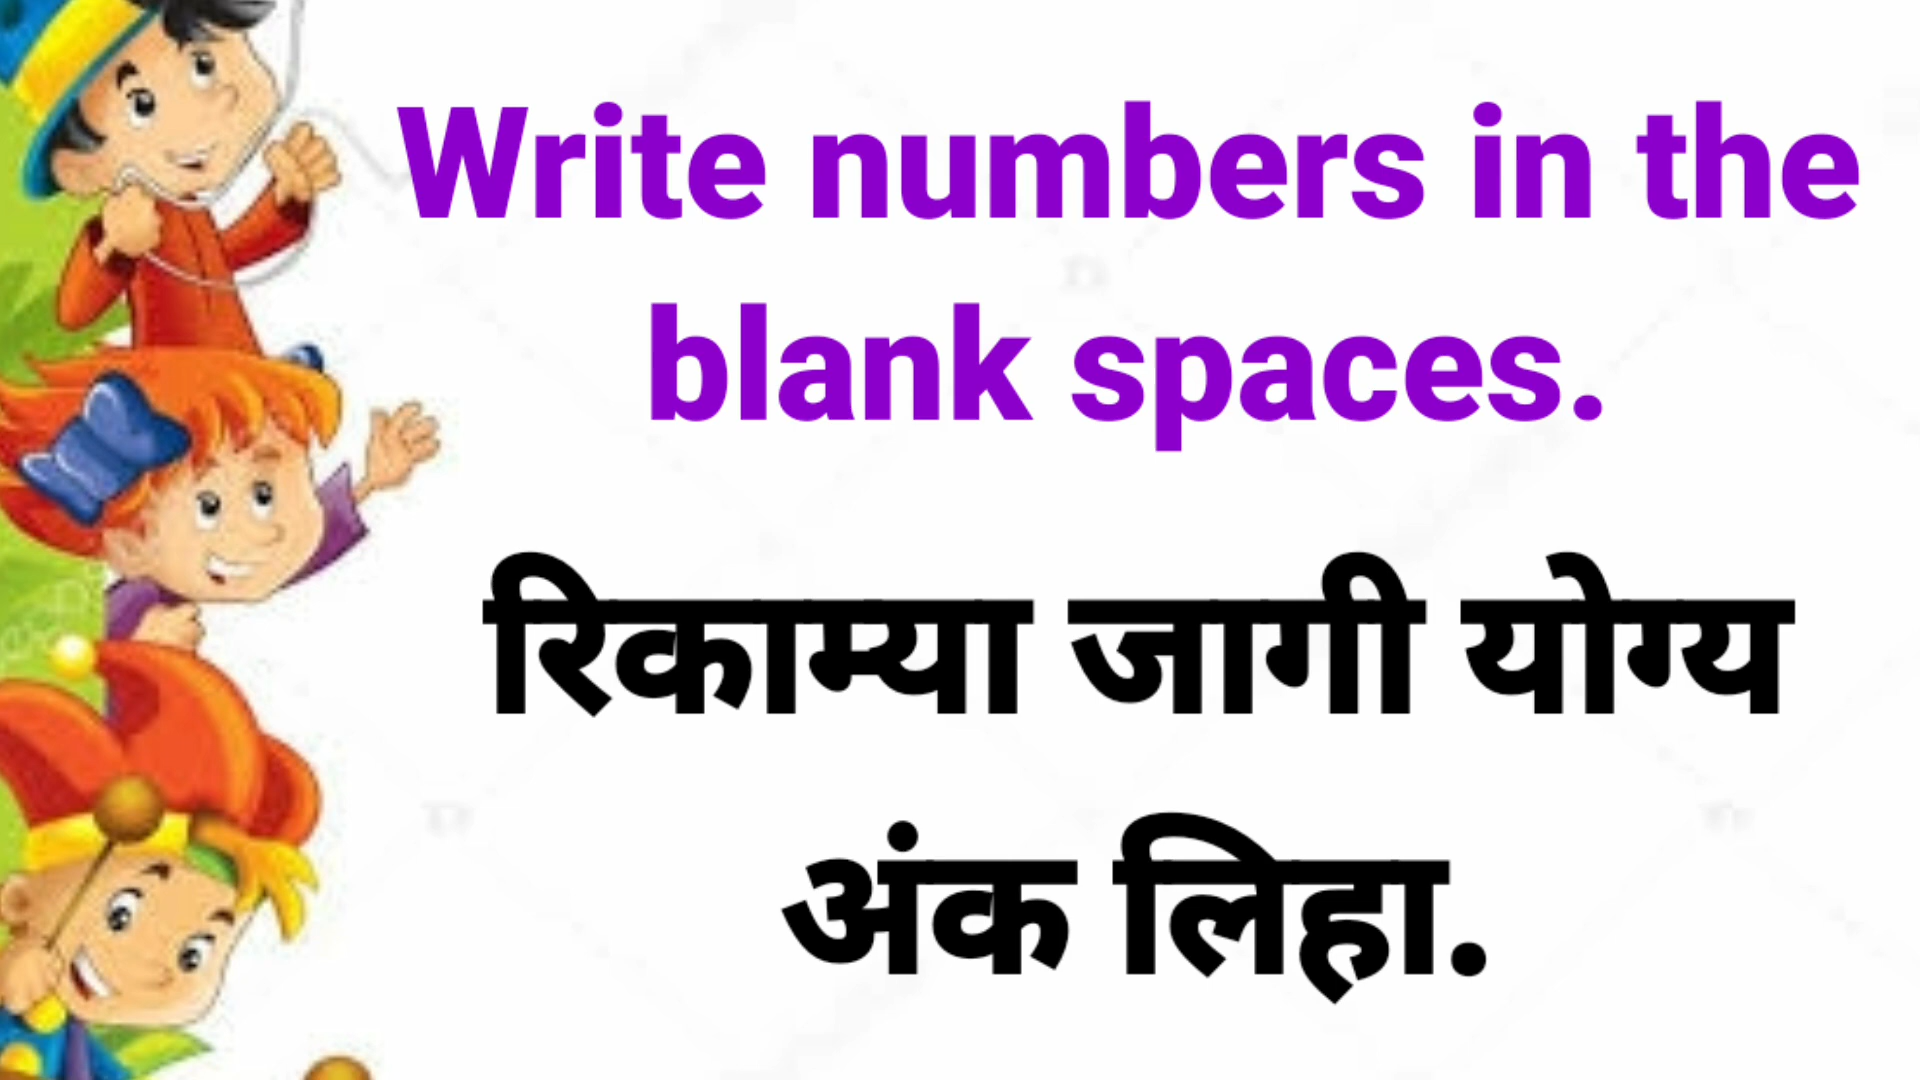 Write numbers in the
blank spaces.
रिकाम्या जागी योग्य
अंक लिहा.